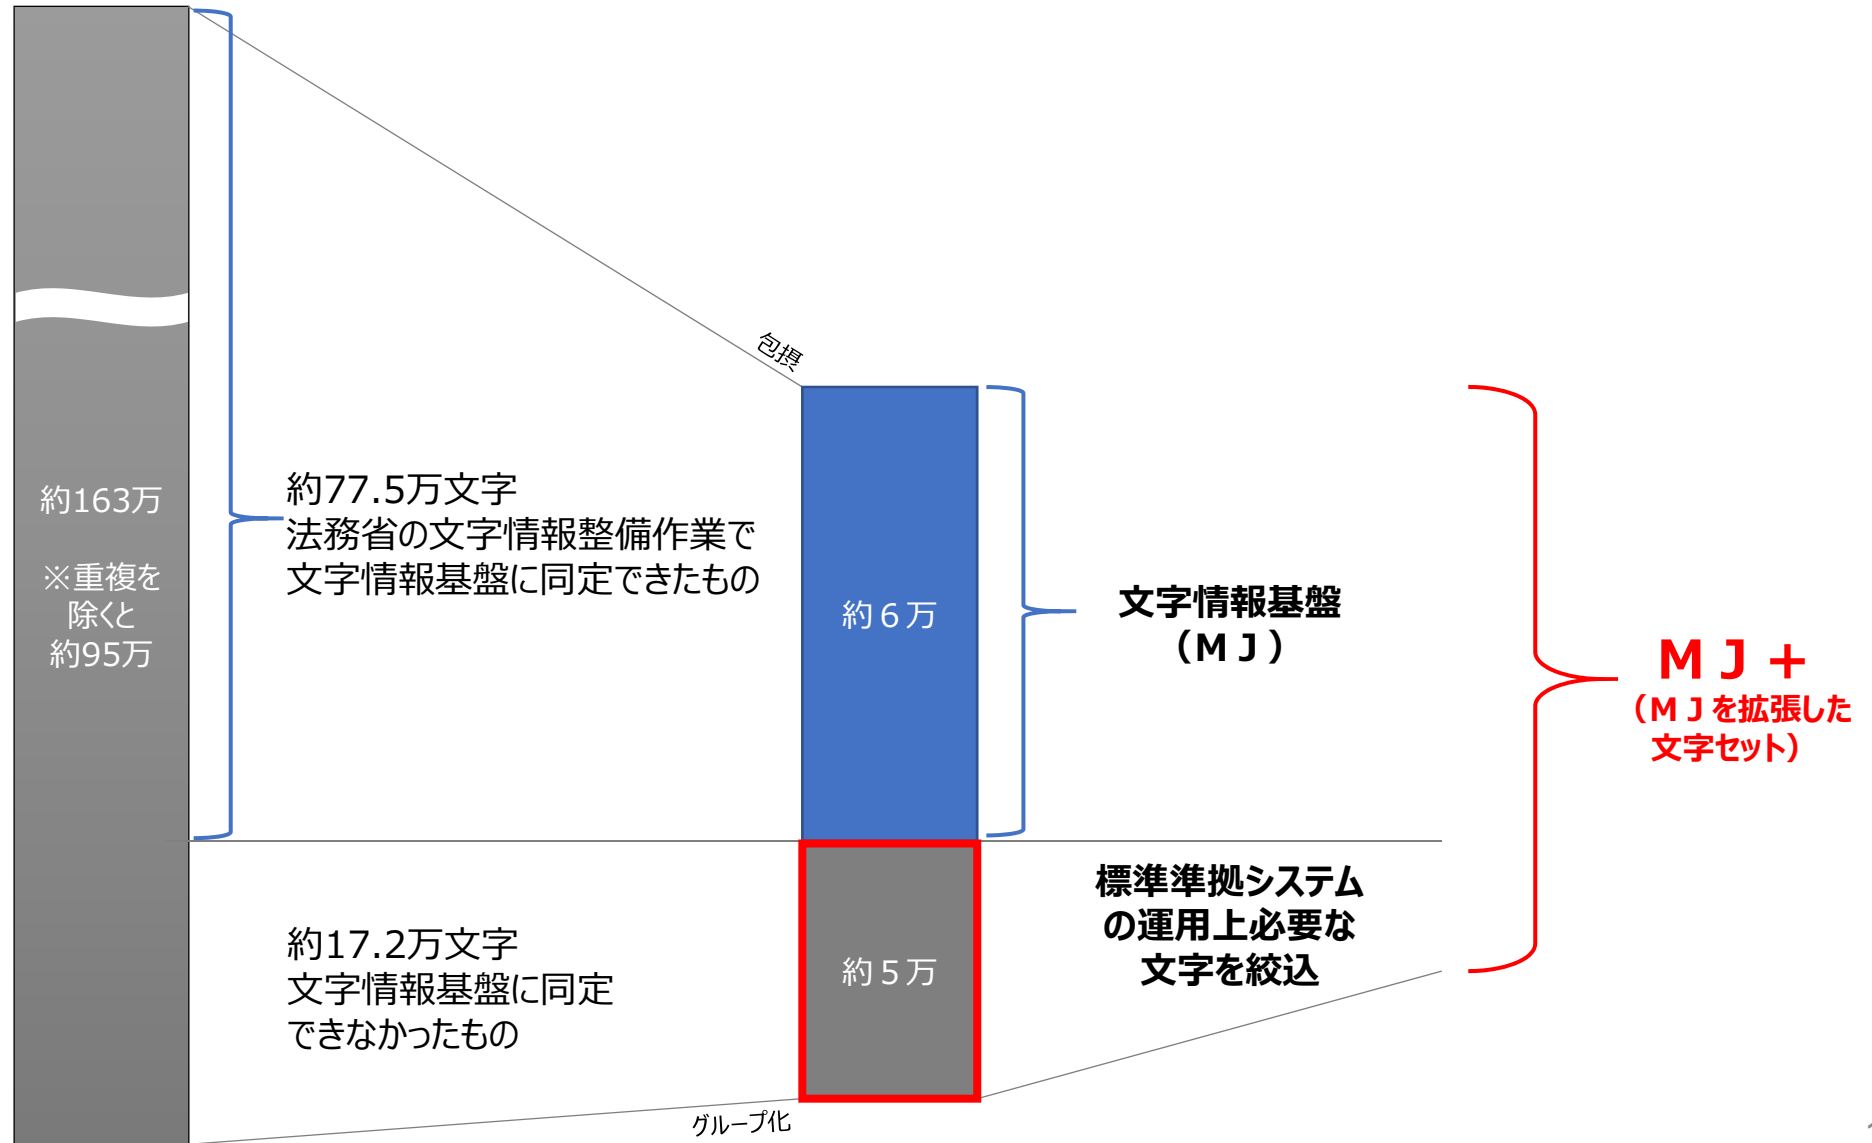 約163万
※重複を
除くと
約95万
約77.5万文字
法務省の文字情報整備作業で
文字情報基盤に同定できたもの
約17.2万文字
文字情報基盤に同定
できなかったもの
包摂
グループ化
約６万
約５万
文字情報基盤
（ＭＪ）
標準準拠システム
の運用上必要な
文字を絞込
ＭＪ＋
（ＭＪを拡張した
文字セット）